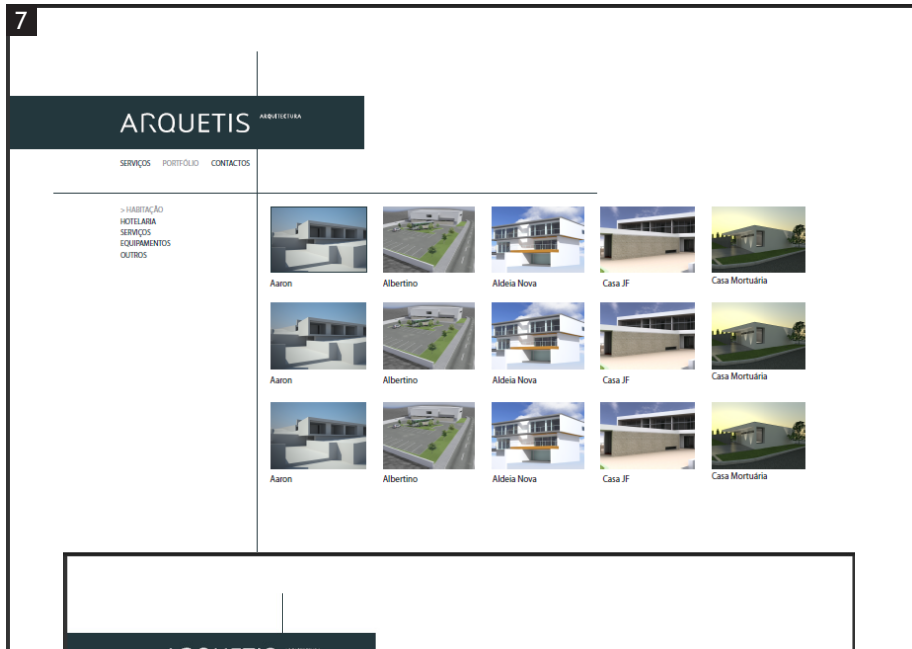 7
ARQUETIS ARQUITECTURA
SERVIÇOS PORTFÓLIO CONTACTOS
> HABITAÇÃO
HOTELARIA
SERVIÇOS
EQUIPAMENTOS
OUTROS
Aaron Albertino Aldeia Nova Casa JF Casa Mortuária
Aaron Albertino Aldeia Nova Casa JF Casa Mortuária
Aaron Albertino Aldeia Nova Casa JF Casa Mortuária
ARQUETIS